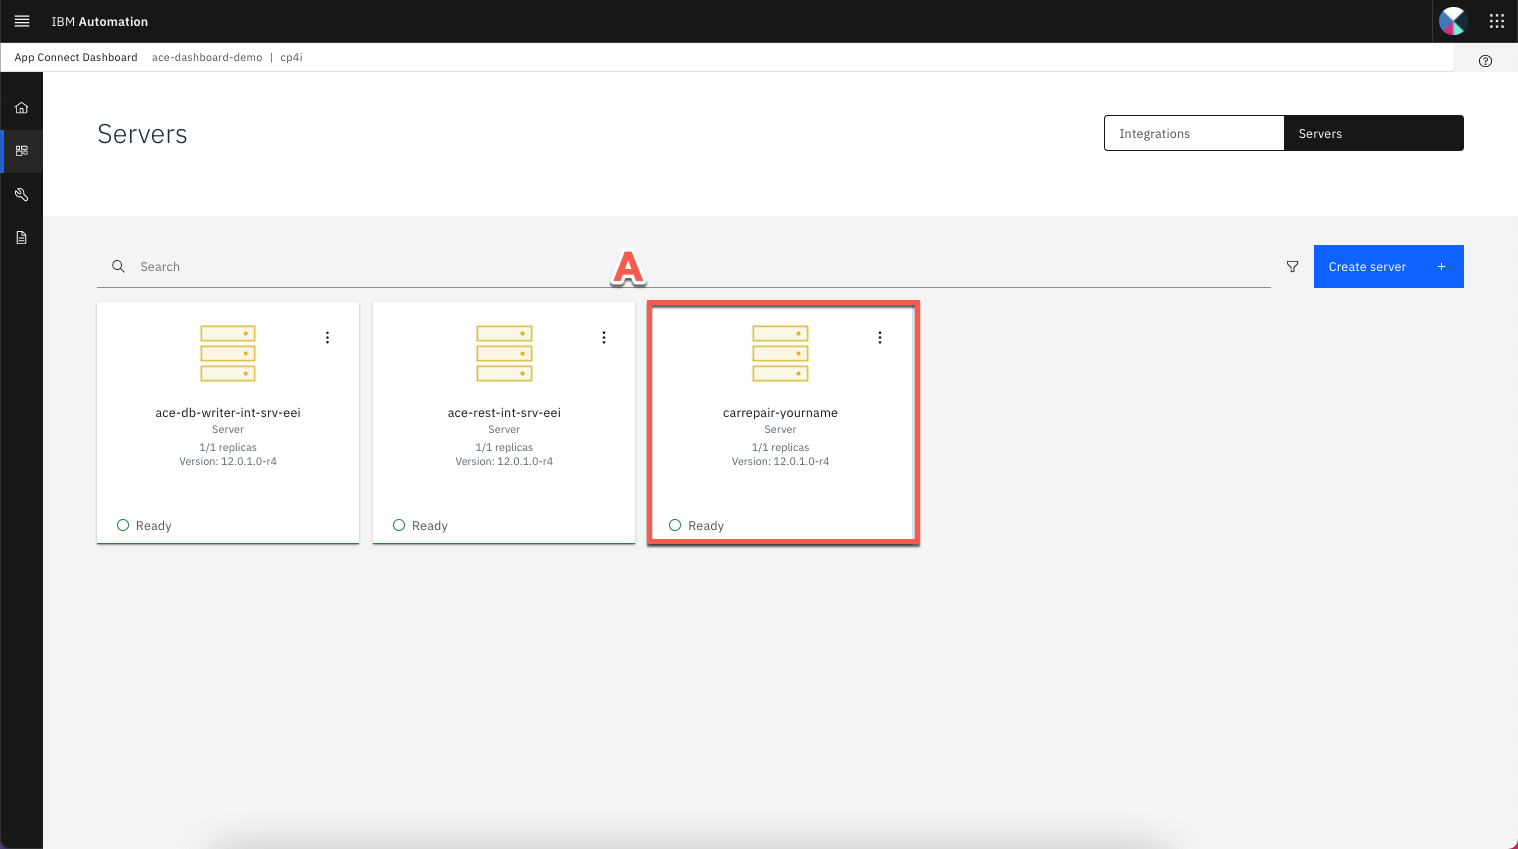 IBM Automation
App Connect Dashboard ace-dashboard-demo | cp4i
Servers
Integrations
Servers
Search
A
Create server +
ace-db-writer-int-srv-eei
Server
1/1 replicas
Version: 12.0.1.0-r4
Ready
ace-rest-int-srv-eei
Server
1/1 replicas
Version: 12.0.1.0-r4
Ready
carrepair-yourname
Server
1/1 replicas
Version: 12.0.1.0-r4
Ready